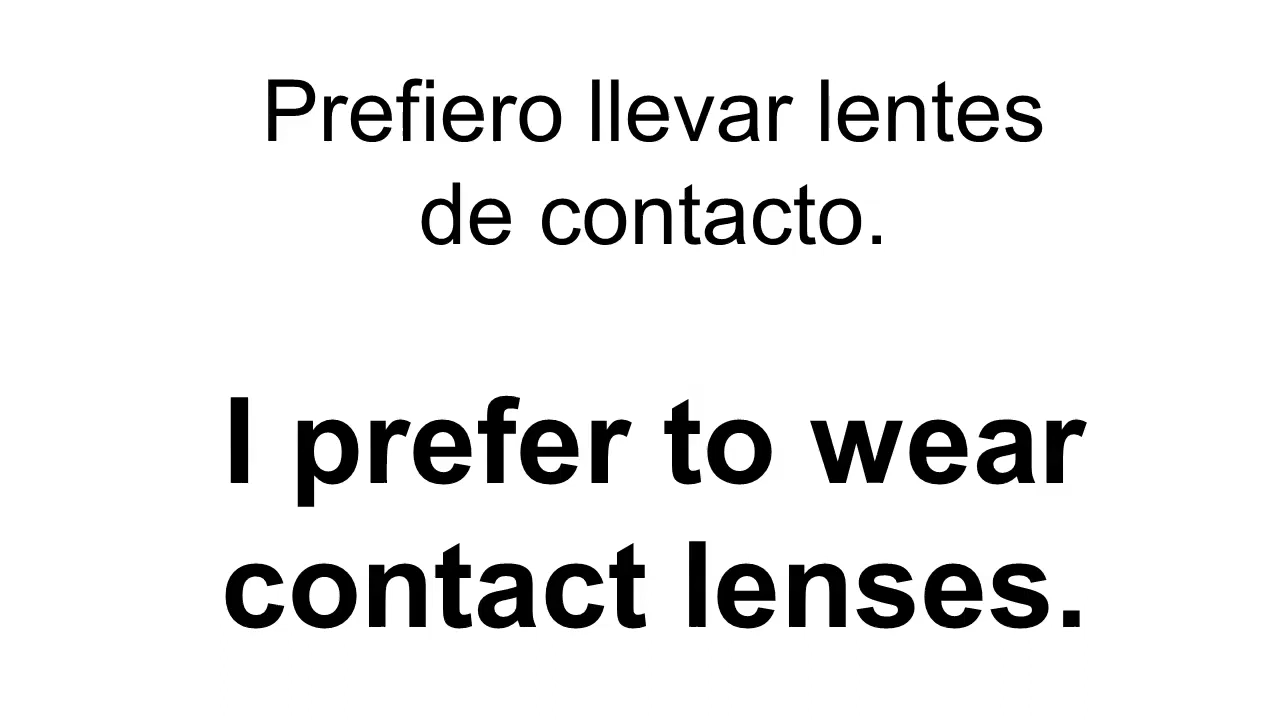 Prefiero llevar lentes
de contacto.
I prefer to wear
contact lenses.